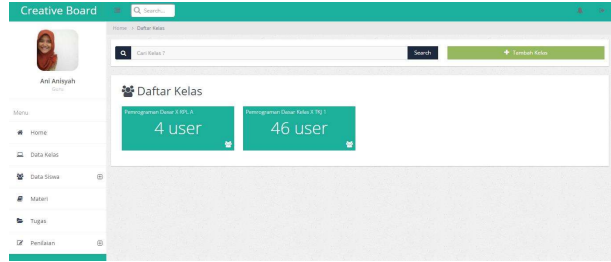 Creative Board
Search...
Home > Daftar Kelas
Cari Kelas ?
Search
Tambah Kelas
Ani Anisyah
Guru
Daftar Kelas
Pemrograman Dasar X RPL A
4 user
Pemrograman Dasar Kelas X TKJ 1
46 user
Menu
Home
Data Kelas
Data Siswa
Materi
Tugas
Penilaian